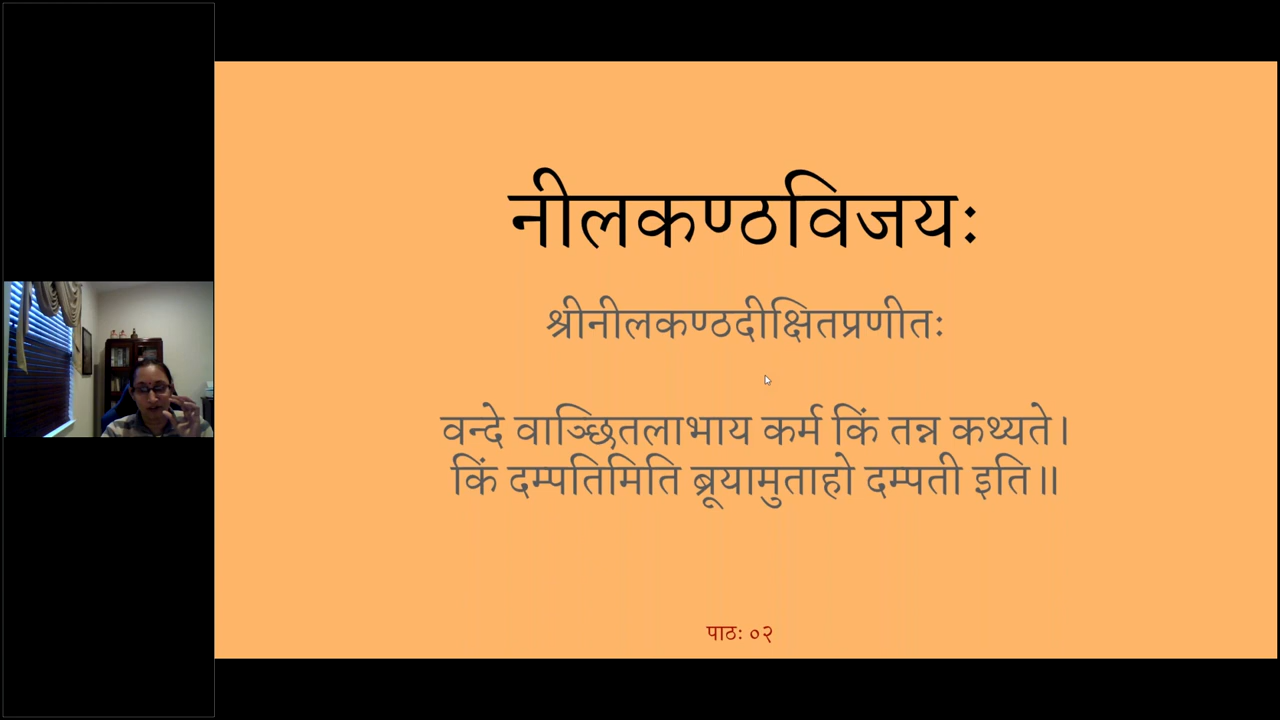 नीलकण्ठविजयः
श्रीनीलकण्ठदीक्षितप्रणीतः
वन्दे वाञ्छितलाभाय कर्म किं तन्न कथ्यते।
किं दम्पतिमिति ब्रूयामुताहो दम्पती इति॥
पाठः ०२